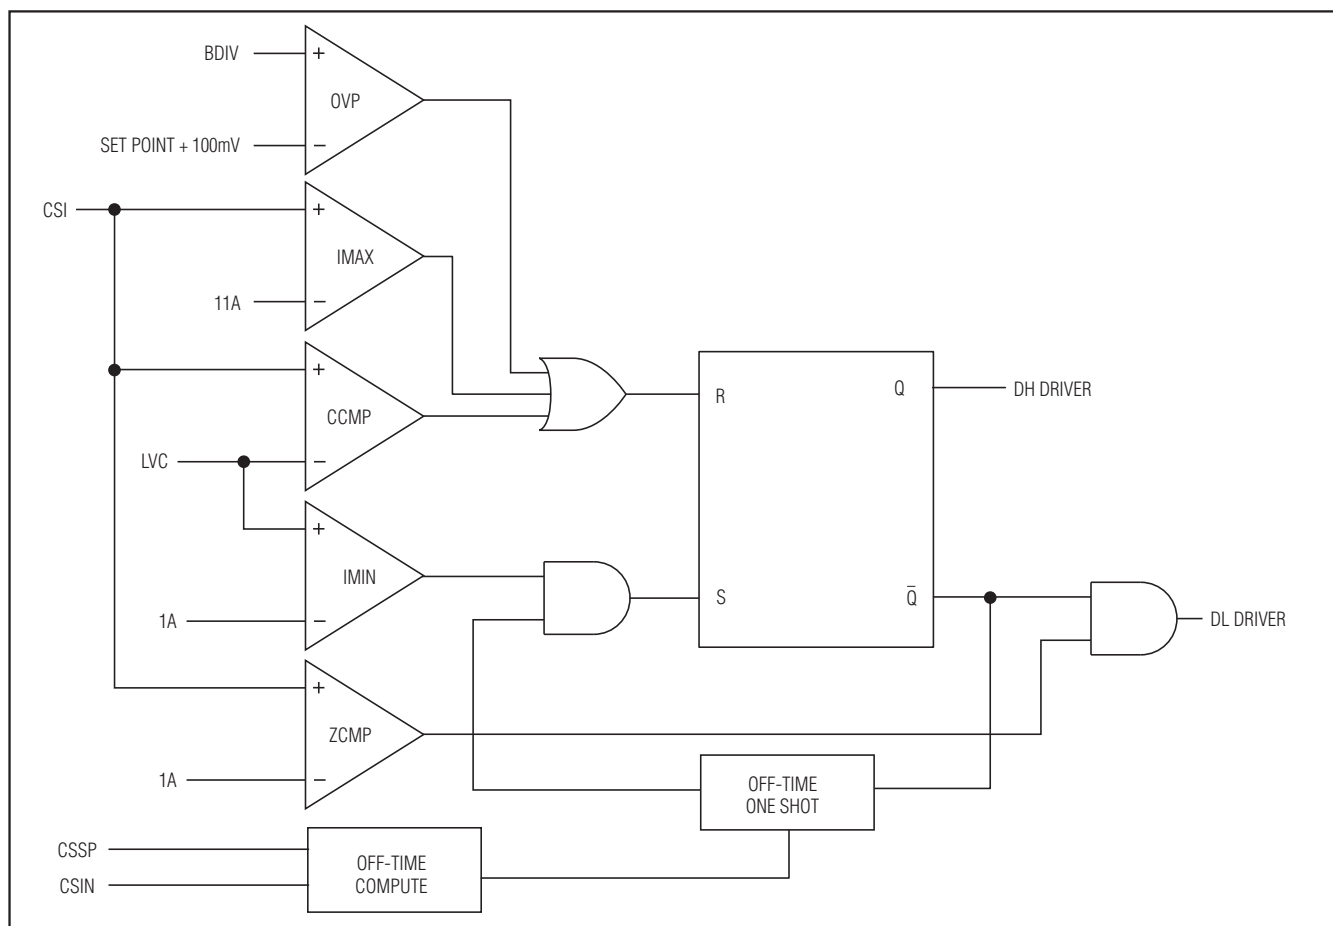 BDIV
+
OVP
SET POINT + 100mV
−
CSI
+
IMAX
11A
−
+
CCMP
R
Q
DH DRIVER
LVC
−
+
IMIN
S
Q̅
1A
−
DL DRIVER
+
ZCMP
1A
−
OFF-TIME
ONE SHOT
CSSP
CSIN
OFF-TIME
COMPUTE